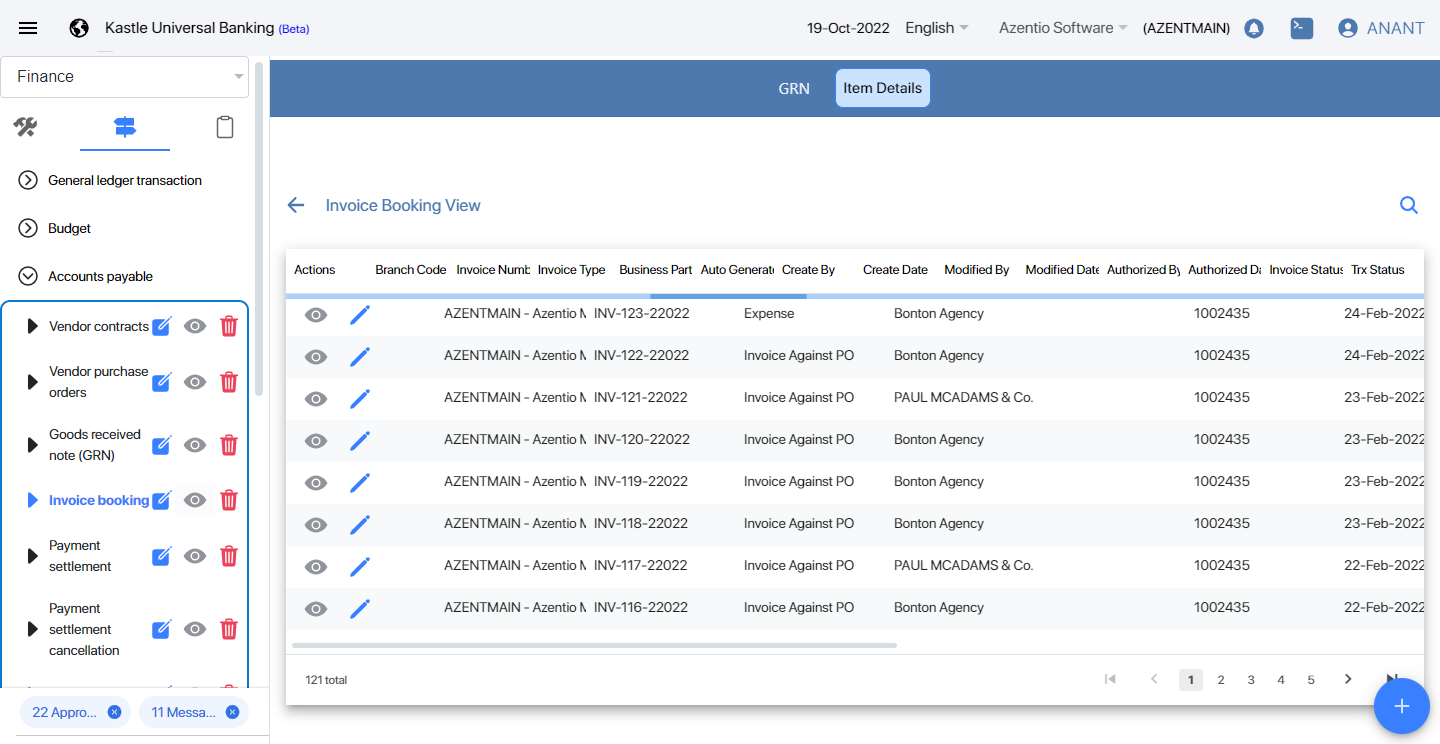 Kastle Universal Banking (Beta)
19-Oct-2022 English Azentio Software (AZENTMAIN) ANANT
Finance
GRN Item Details
General ledger transaction
Budget
Accounts payable
Vendor contracts
Vendor purchase
orders
Goods received
note (GRN)
Invoice booking
Payment
settlement
Payment
settlement
cancellation
22 Appro...
11 Messa...
Invoice Booking View
Actions Branch Code Invoice Numb Invoice Type Business Part Auto Generate Create By Create Date Modified By Modified Date Authorized By Authorized Da Invoice Status Trx Status
AZENTMAIN - Azentio M INV-123-22022 Expense Bonton Agency 1002435 24-Feb-2022
AZENTMAIN - Azentio M INV-122-22022 Invoice Against PO Bonton Agency 1002435 24-Feb-2022
AZENTMAIN - Azentio M INV-121-22022 Invoice Against PO PAUL MCADAMS & Co. 1002435 23-Feb-2022
AZENTMAIN - Azentio M INV-120-22022 Invoice Against PO Bonton Agency 1002435 23-Feb-2022
AZENTMAIN - Azentio M INV-119-22022 Invoice Against PO Bonton Agency 1002435 23-Feb-2022
AZENTMAIN - Azentio M INV-118-22022 Invoice Against PO Bonton Agency 1002435 23-Feb-2022
AZENTMAIN - Azentio M INV-117-22022 Invoice Against PO PAUL MCADAMS & Co. 1002435 22-Feb-2022
AZENTMAIN - Azentio M INV-116-22022 Invoice Against PO Bonton Agency 1002435 22-Feb-2022
121 total
1 2 3 4 5